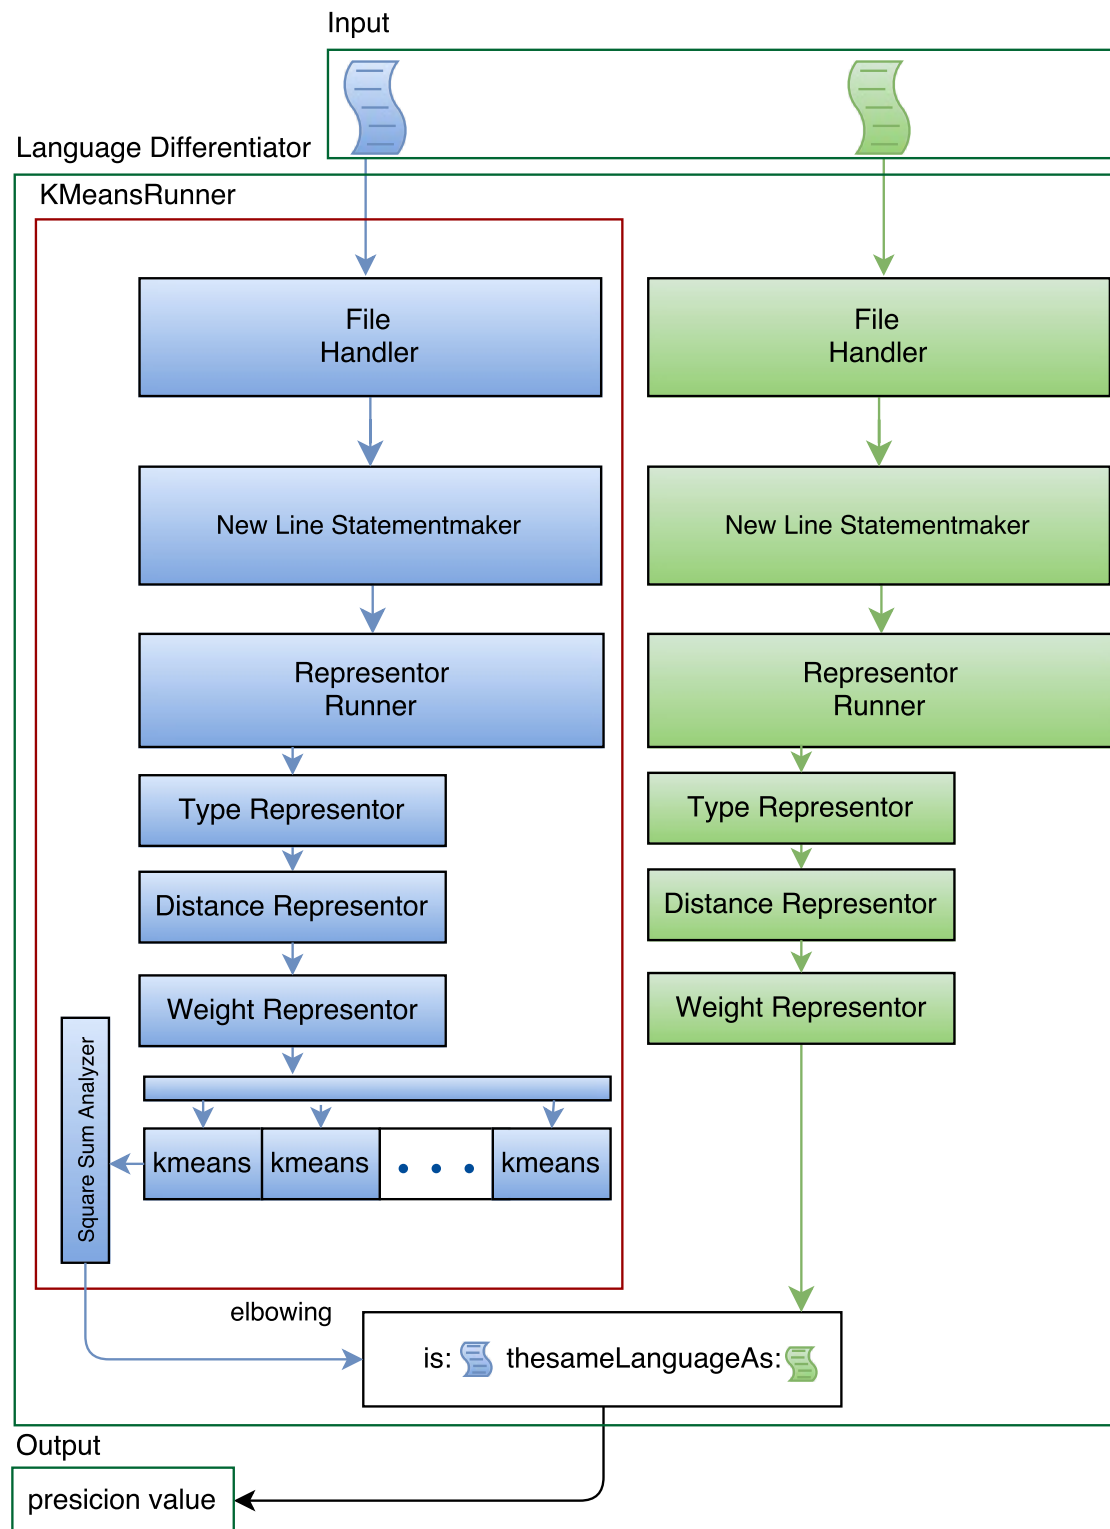 Input
Language Differentiator
KMeansRunner
File
Handler
File
Handler
New Line Statementmaker
New Line Statementmaker
Representor
Runner
Representor
Runner
Type Representor
Type Representor
Distance Representor
Distance Representor
Weight Representor
Weight Representor
Square Sum Analyzer
kmeans
kmeans
kmeans
elbowing
is: thesameLanguageAs:
Output
presicion value